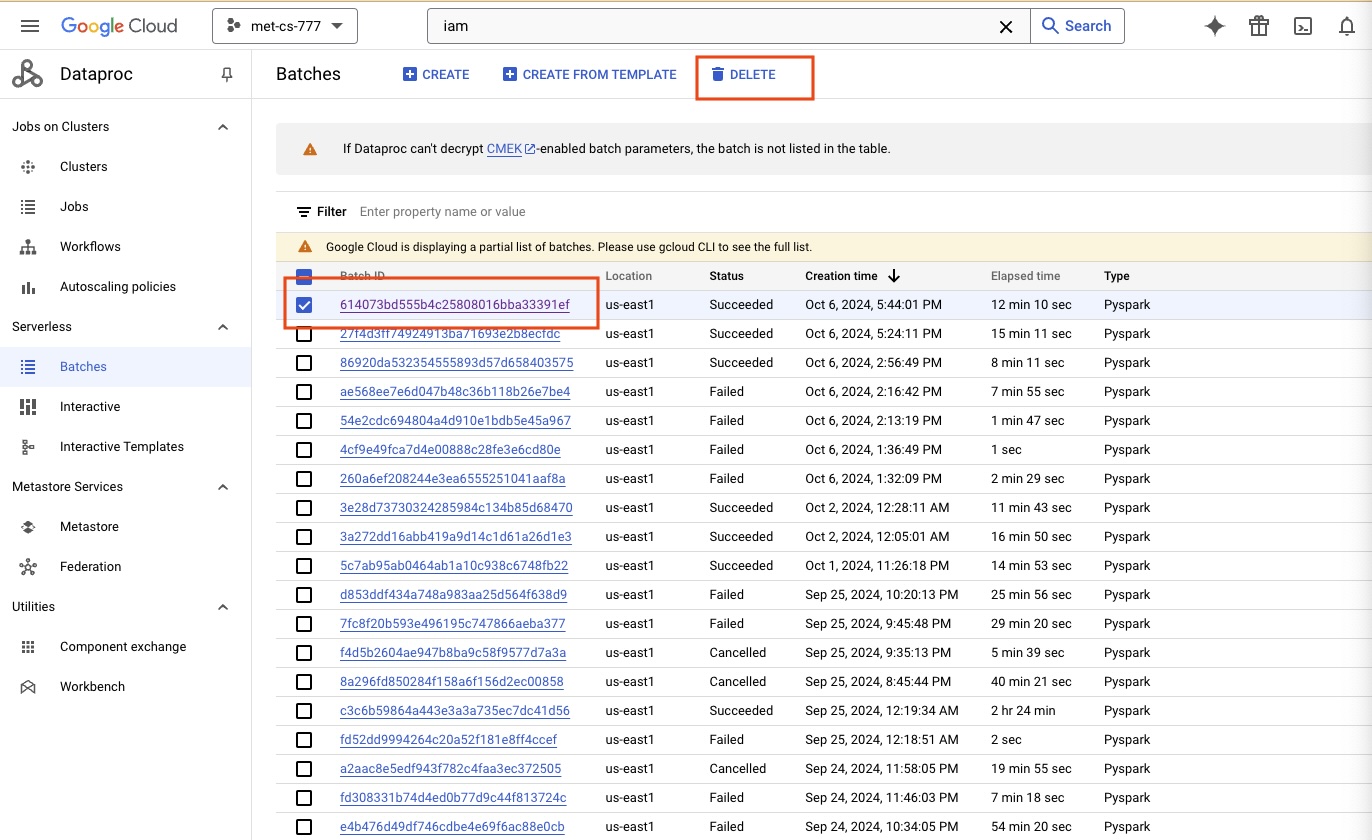 Google Cloud met-cs-777 iam Search
Dataproc Batches CREATE CREATE FROM TEMPLATE DELETE
Jobs on Clusters
Clusters
Jobs
Workflows
Autoscaling policies
Serverless
Batches
Interactive
Interactive Templates
Metastore Services
Metastore
Federation
Utilities
Component exchange
Workbench
If Dataproc can't decrypt CMEK -enabled batch parameters, the batch is not listed in the table.
Filter Enter property name or value
Google Cloud is displaying a partial list of batches. Please use gcloud CLI to see the full list.
Batch ID Location Status Creation time Elapsed time Type
614073bd555b4c25808016bba33391ef us-east1 Succeeded Oct 6, 2024, 5:44:01 PM 12 min 10 sec Pyspark
27f4d3ff74924913ba71693e2b8ecfdc us-east1 Succeeded Oct 6, 2024, 5:24:11 PM 15 min 11 sec Pyspark
86920da532354555893d57d658403575 us-east1 Succeeded Oct 6, 2024, 2:56:49 PM 8 min 11 sec Pyspark
ae568ee7e6d047b48c36b118b26e7be4 us-east1 Failed Oct 6, 2024, 2:16:42 PM 7 min 55 sec Pyspark
54e2cdc694804a4d910e1bdb5e45a967 us-east1 Failed Oct 6, 2024, 2:13:19 PM 1 min 47 sec Pyspark
4cf9e49fca7d4e00888c28fe3e6cd80e us-east1 Failed Oct 6, 2024, 1:36:49 PM 1 sec Pyspark
260a6ef208244e3ea6555251041aaf8a us-east1 Failed Oct 6, 2024, 1:32:09 PM 2 min 29 sec Pyspark
3e28d73730324285984c134b85d68470 us-east1 Succeeded Oct 2, 2024, 12:28:11 AM 11 min 43 sec Pyspark
3a272dd16abb419a9d14c1d61a26d1e3 us-east1 Succeeded Oct 2, 2024, 12:05:01 AM 16 min 50 sec Pyspark
5c7ab95ab0464ab1a10c938c6748fb22 us-east1 Succeeded Oct 1, 2024, 11:26:18 PM 14 min 53 sec Pyspark
d853ddf434a748a983aa25d564f638d9 us-east1 Failed Sep 25, 2024, 10:20:13 PM 25 min 56 sec Pyspark
7fc8f20b593e496195c747866aeba377 us-east1 Failed Sep 25, 2024, 9:45:48 PM 29 min 20 sec Pyspark
f4d5b2604ae947b8ba9c58f9577d7a3a us-east1 Cancelled Sep 25, 2024, 9:35:13 PM 5 min 39 sec Pyspark
8a296fd850284f158a6f156d2ec00858 us-east1 Cancelled Sep 25, 2024, 8:45:44 PM 40 min 21 sec Pyspark
c3c6b59864a443e3a3a735ec7dc41d56 us-east1 Succeeded Sep 25, 2024, 12:19:34 AM 2 hr 24 min Pyspark
fd52dd9994264c20a52f181e8ff4ccef us-east1 Failed Sep 25, 2024, 12:18:51 AM 2 sec Pyspark
a2aac8e5edf943f782c4faa3ec372505 us-east1 Cancelled Sep 24, 2024, 11:58:05 PM 19 min 55 sec Pyspark
fd308331b74d4ed0b77d9c44f813724c us-east1 Failed Sep 24, 2024, 11:46:03 PM 7 min 18 sec Pyspark
e4b476d49df746cdbe4e69f6ac88e0cb us-east1 Failed Sep 24, 2024, 10:34:05 PM 54 min 20 sec Pyspark